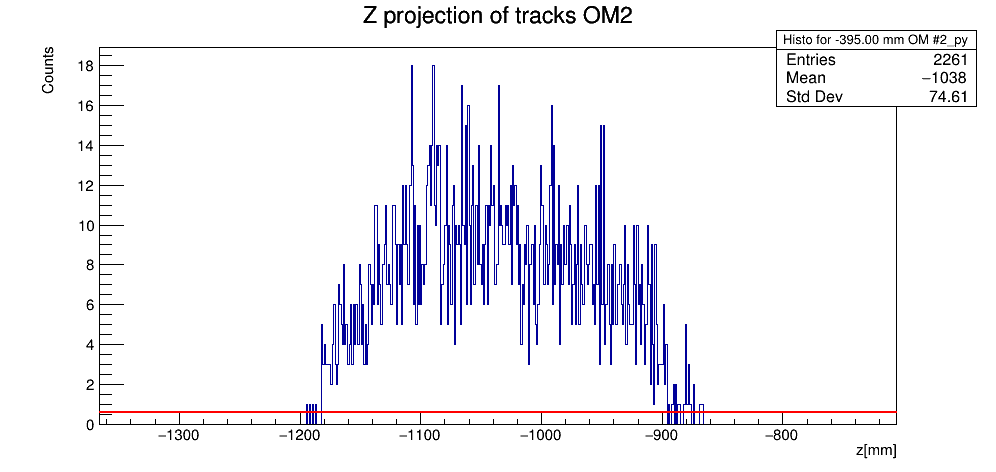 Z projection of tracks OM2
Histo for -395.00 mm OM #2_py
Entries 2261
Mean −1038
Std Dev 74.61
Counts
18
16
14
12
10
8
6
4
2
0
−1300 −1200 −1100 −1000 −900 −800
z[mm]